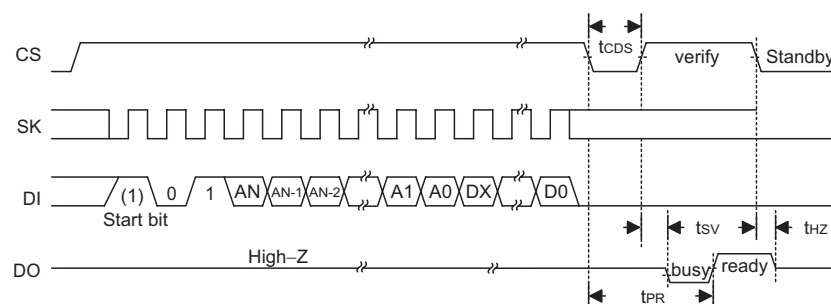 tCDS
CS
verify
Standby
SK
DI
(1)
0
1
AN
AN-1
AN-2
A1
A0
DX
D0
Start bit
tSV
tHZ
High–Z
DO
busy
ready
tPR